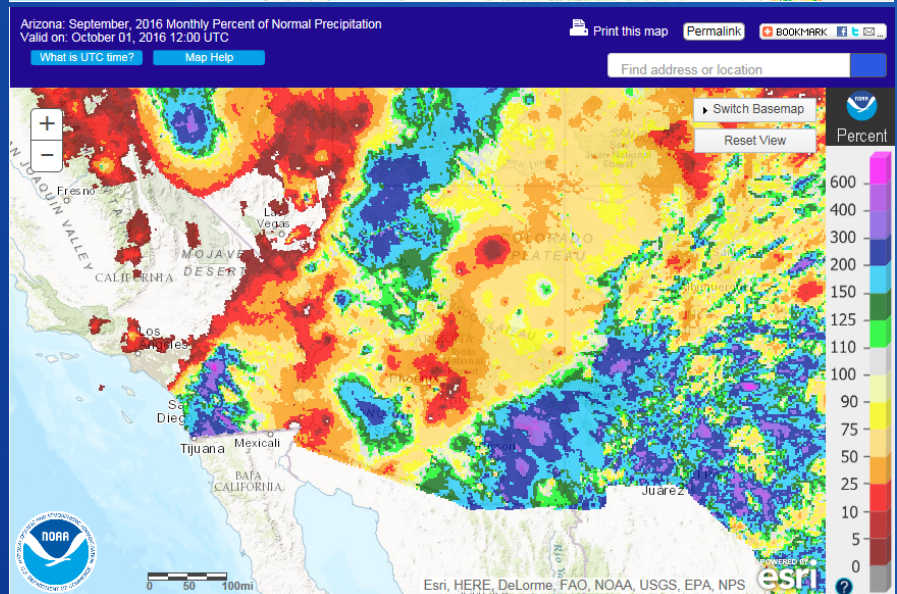 Arizona: September, 2016 Monthly Percent of Normal Precipitation
Valid on: October 01, 2016 12:00 UTC
What is UTC time?
Map Help
Print this map
Permalink
BOOKMARK
Find address or location
Switch Basemap
Reset View
+
−
NOAA
Percent
600
400
300
200
150
125
110
100
90
75
50
25
10
5
0
Fresno
SAN JOAQUIN VALLEY
Las Vegas
MOJAVE
DESERT
CALIFORNIA
COLORADO
PLATEAU
Los
Angeles
San
Diego
Tijuana
Mexicali
BAJA
CALIFORNIA
Juarez
NOAA
0 50 100mi
Esri, HERE, DeLorme, FAO, NOAA, USGS, EPA, NPS
POWERED BY
esri
?